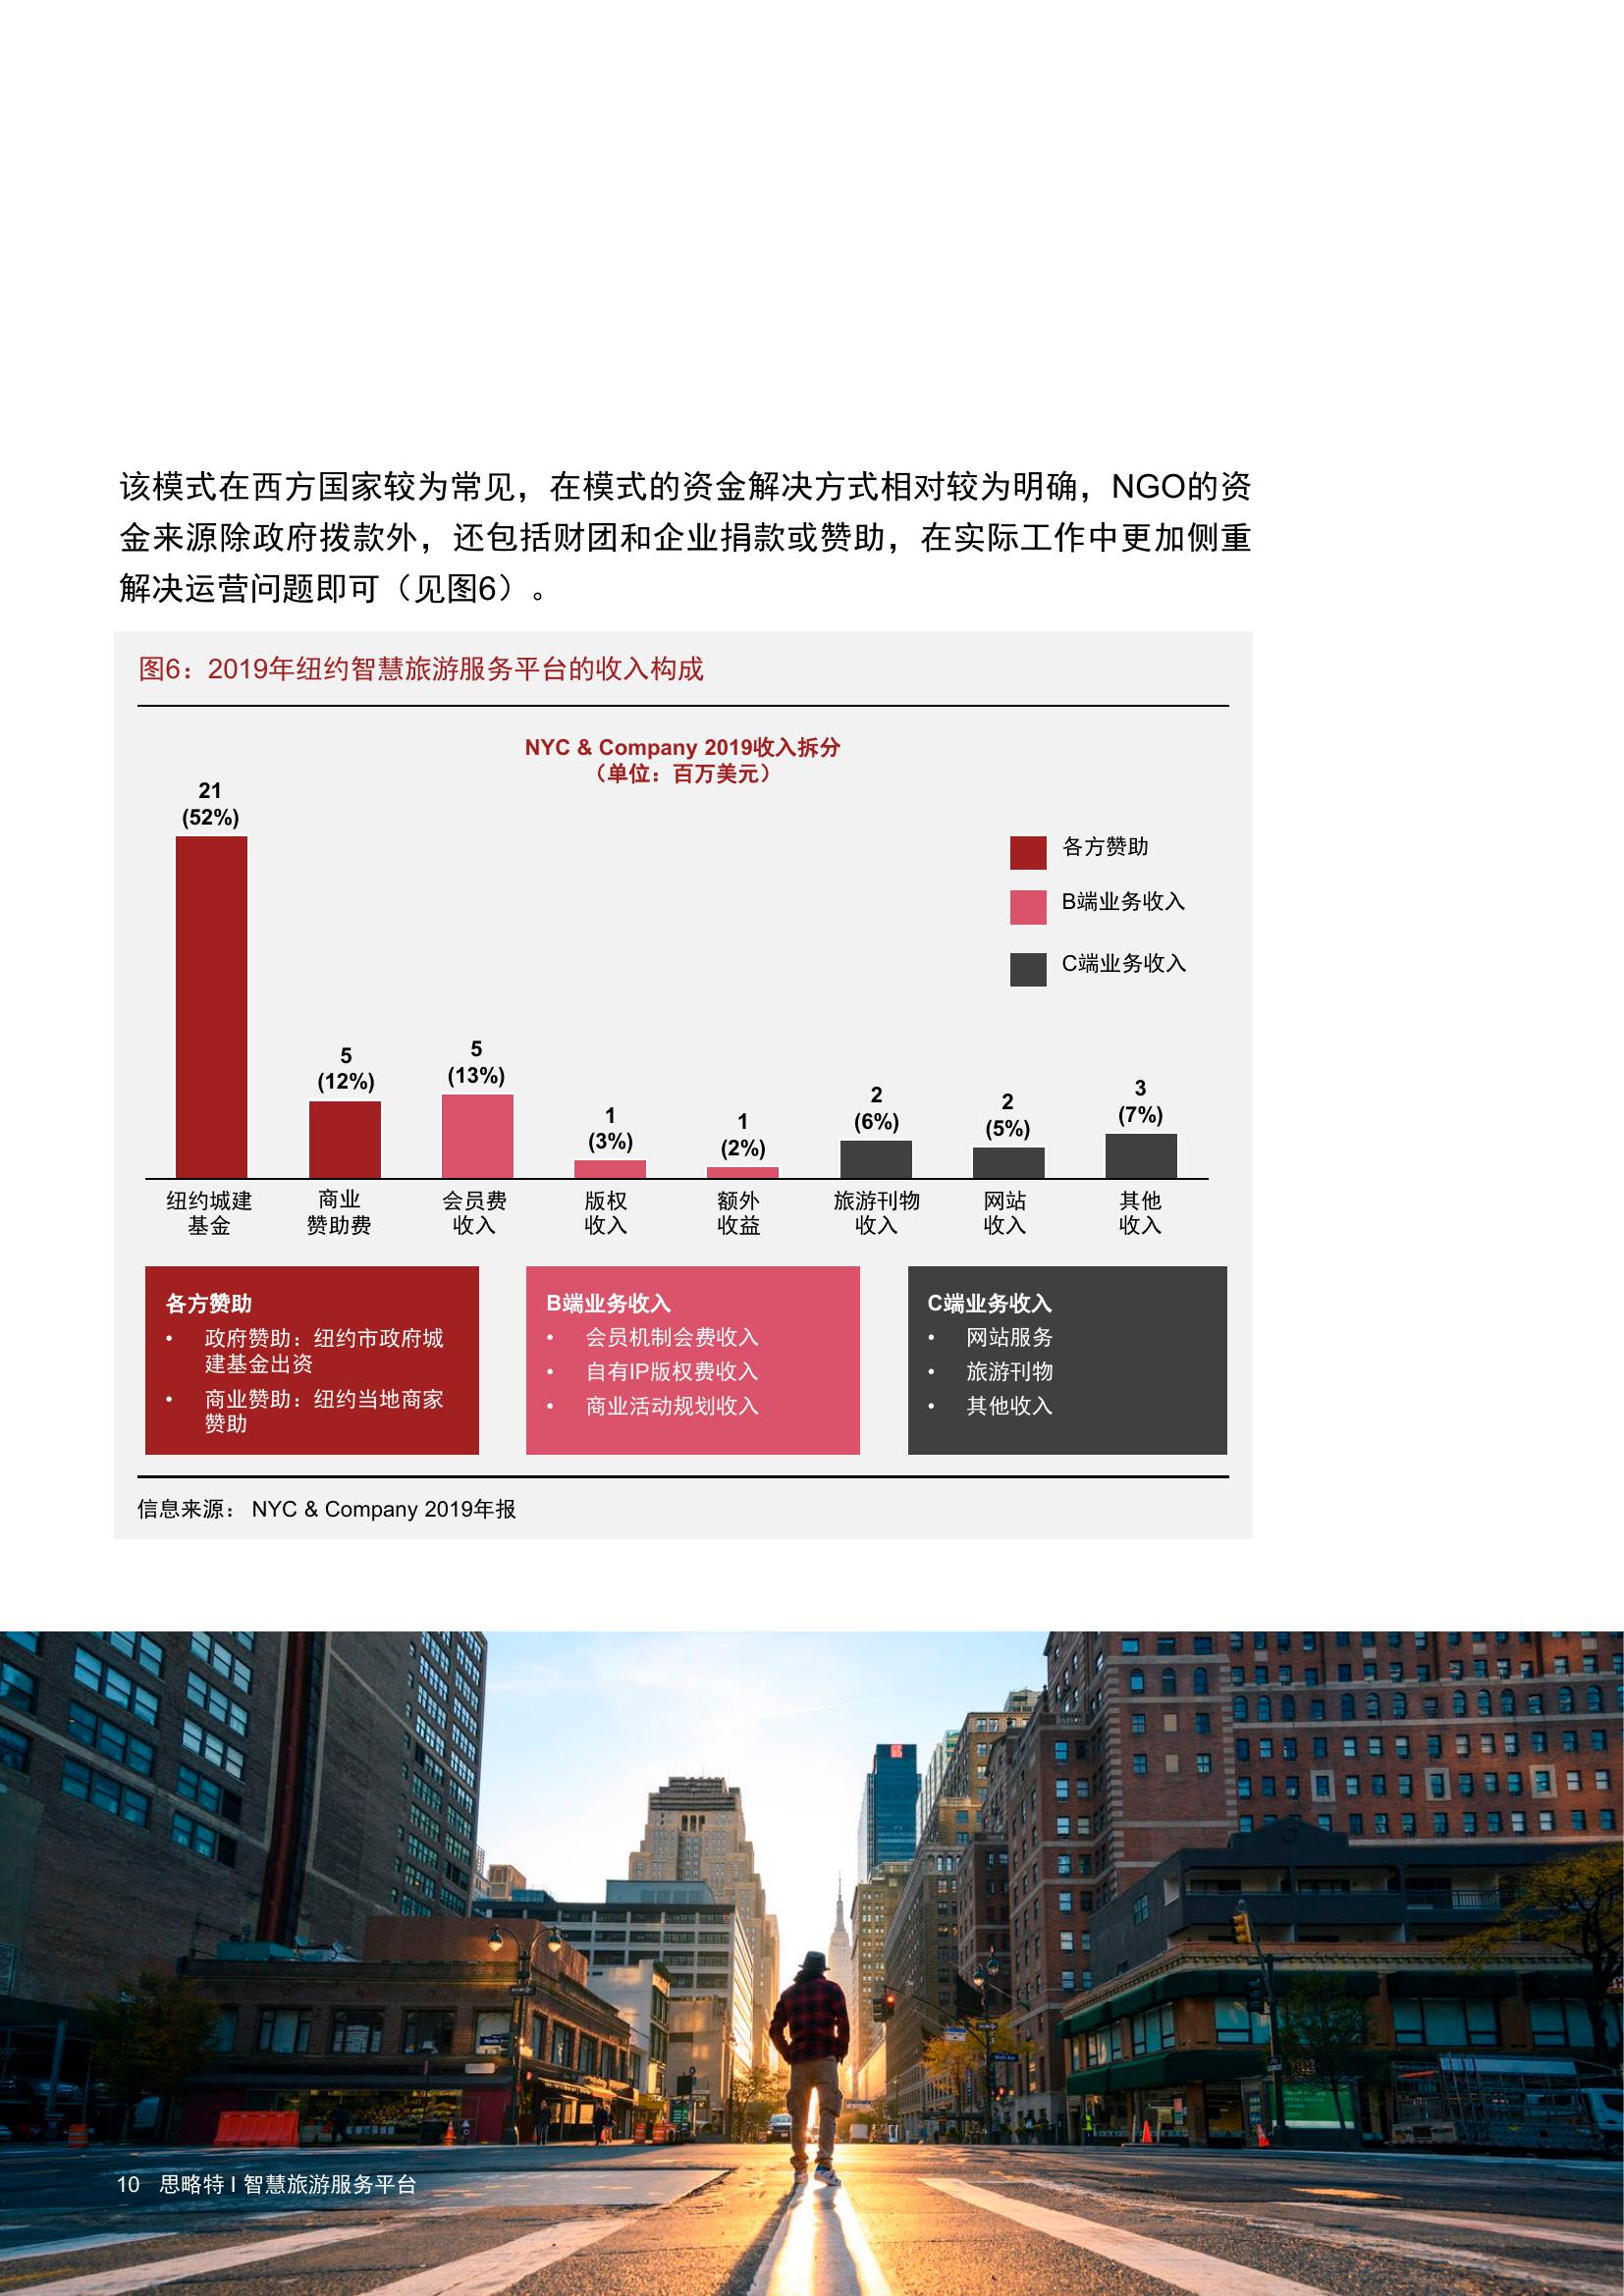 该模式在西方国家较为常见，在模式的资金解决方式相对较为明确，NGO的资
金来源除政府拨款外，还包括财团和企业捐款或赞助，在实际工作中更加侧重
解决运营问题即可（见图6）。
图6：2019年纽约智慧旅游服务平台的收入构成
NYC & Company 2019收入拆分
（单位：百万美元）
21
(52%)
5
(12%)
5
(13%)
1
(3%)
1
(2%)
2
(6%)
2
(5%)
3
(7%)
各方赞助
B端业务收入
C端业务收入
纽约城建
基金
商业
赞助费
会员费
收入
版权
收入
额外
收益
旅游刊物
收入
网站
收入
其他
收入
各方赞助
• 政府赞助：纽约市政府城
建基金出资
• 商业赞助：纽约当地商家
赞助
B端业务收入
• 会员机制会费收入
• 自有IP版权费收入
• 商业活动规划收入
C端业务收入
• 网站服务
• 旅游刊物
• 其他收入
信息来源： NYC & Company 2019年报
10 思略特 I 智慧旅游服务平台